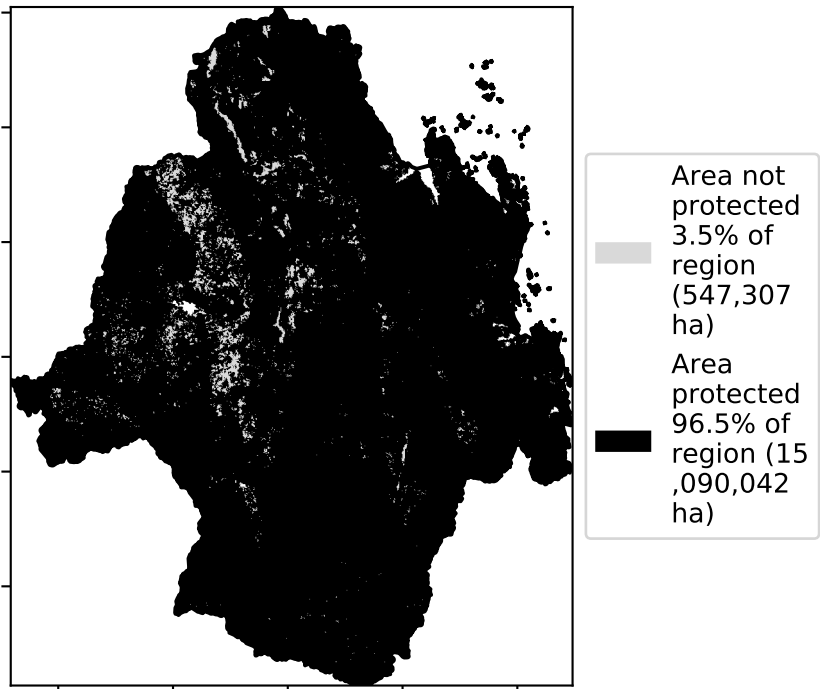 Area not
protected
3.5% of
region
(547,307
ha)
Area
protected
96.5% of
region (15
,090,042
ha)